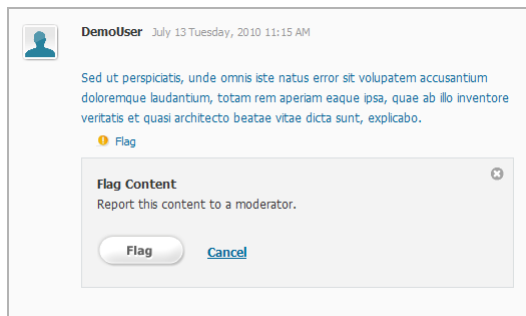 DemoUser July 13 Tuesday, 2010 11:15 AM
Sed ut perspiciatis, unde omnis iste natus error sit volupatem accusantium
doloremque laudantium, totam rem aperiam eaque ipsa, quae ab illo inventore
veritatis et quasi architecto beatae vitae dicta sunt, explicabo.
Flag
Flag Content
Report this content to a moderator.
Flag Cancel